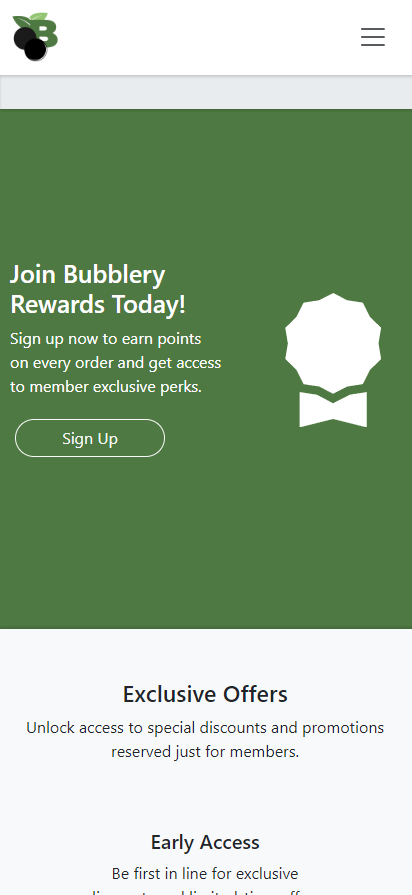 B
Join Bubblery
Rewards Today!
Sign up now to earn points
on every order and get access
to member exclusive perks.
Sign Up
Exclusive Offers
Unlock access to special discounts and promotions
reserved just for members.
Early Access
Be first in line for exclusive